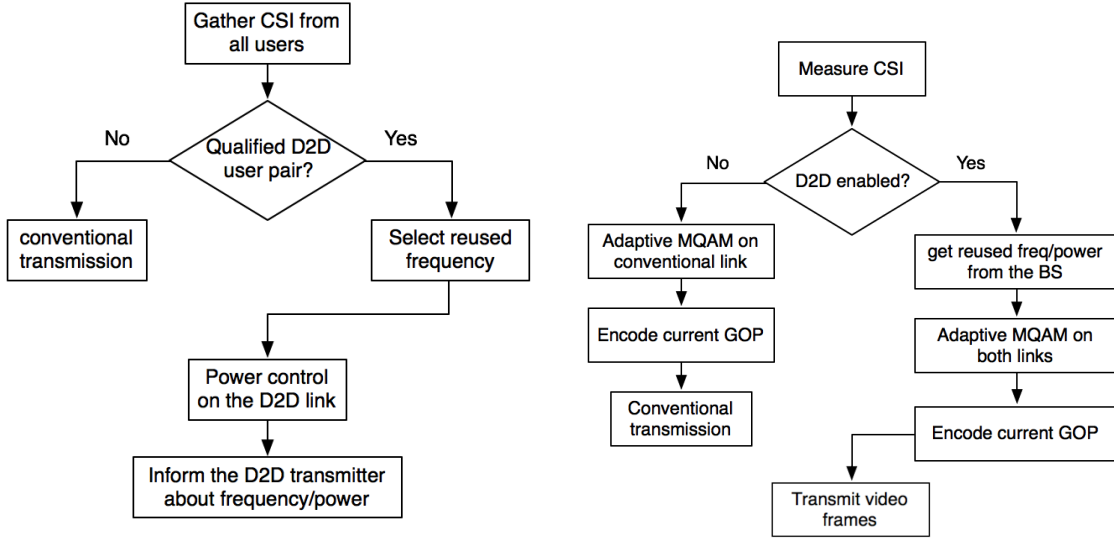 Gather CSI from
all users
No
Yes
Qualified D2D
user pair?
conventional
transmission
Select reused
frequency
Power control
on the D2D link
Inform the D2D transmitter
about frequency/power
Measure CSI
No
Yes
D2D enabled?
Adaptive MQAM on
conventional link
get reused freq/power
from the BS
Encode current GOP
Adaptive MQAM on
both links
Conventional
transmission
Encode current GOP
Transmit video
frames